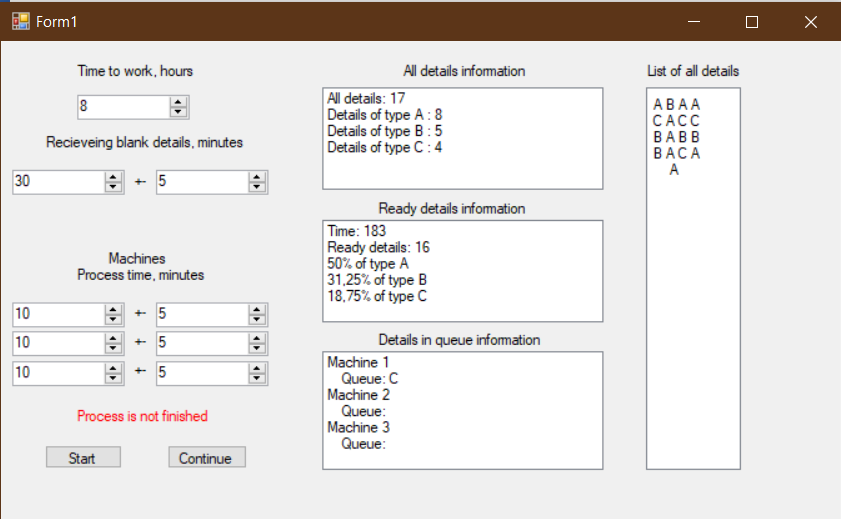 Form1
Time to work, hours
8
Recieveing blank details, minutes
30 +- 5
Machines
Process time, minutes
10 +- 5
10 +- 5
10 +- 5
Process is not finished
Start Continue
All details information
All details: 17
Details of type A : 8
Details of type B : 5
Details of type C : 4
Ready details information
Time: 183
Ready details: 16
50% of type A
31,25% of type B
18,75% of type C
Details in queue information
Machine 1
Queue: C
Machine 2
Queue:
Machine 3
Queue:
List of all details
A B A A
C A C C
B A B B
B A C A
A